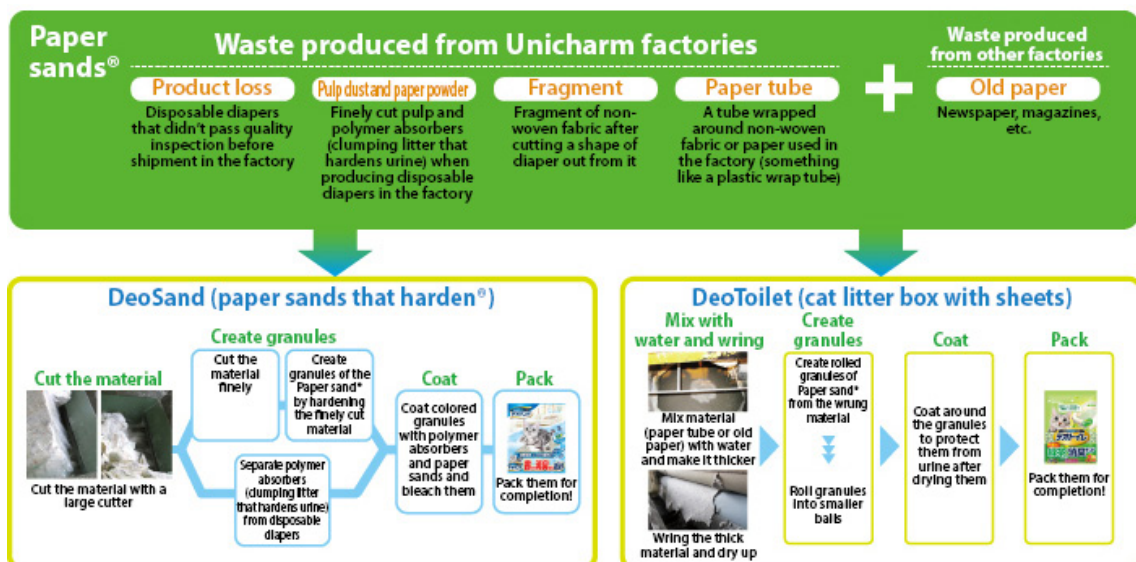 Paper
sands®
Waste produced from Unicharm factories
Product loss
Disposable diapers
that didn't pass quality
inspection before
shipment in the factory
Pulp dust and paper powder
Finely cut pulp and
polymer absorbers
(clumping litter that
hardens urine) when
producing disposable
diapers in the factory
Fragment
Fragment of non-
woven fabric after
cutting a shape of
diaper out from it
Paper tube
A tube wrapped
around non-woven
fabric or paper used in
the factory (something
like a plastic wrap tube)
+
Waste produced
from other factories
Old paper
Newspaper, magazines,
etc.
DeoSand (paper sands that harden®)
Cut the material
Cut the material with a
large cutter
Create granules
Cut the
material
finely
Create
granules of the
Paper sand*
by hardening
the finely cut
material
Separate polymer
absorbers
(clumping litter
that hardens urine)
from disposable
diapers
Coat
Coat colored
granules
with polymer
absorbers
and paper
sands and
bleach them
Pack
Pack them for
completion!
DeoToilet (cat litter box with sheets)
Mix with
water and wring
Mix material
(paper tube or old
paper) with water
and make it thicker
Wring the thick
material and dry up
Create
granules
Create rolled
granules of
Paper sand*
from the wrung
material
Roll granules
into smaller
balls
Coat
Coat around
the granules
to protect
them from
urine after
drying them
Pack
Pack them for
completion!